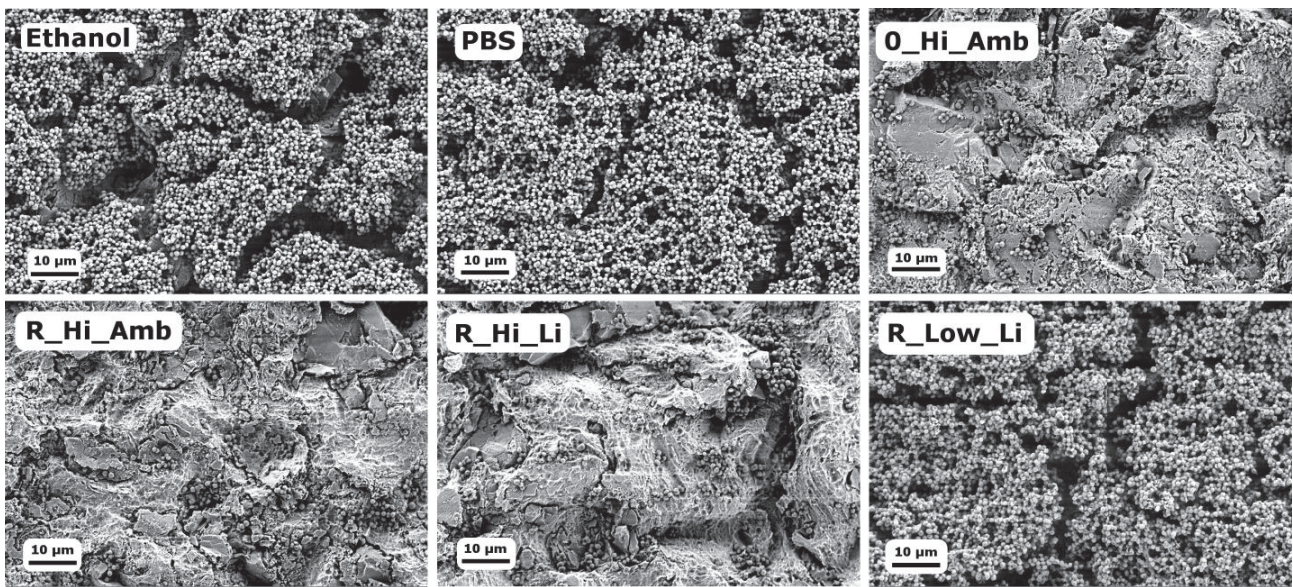 Ethanol
PBS
0_Hi_Amb
10 µm
10 µm
10 µm
R_Hi_Amb
R_Hi_Li
R_Low_Li
10 µm
10 µm
10 µm